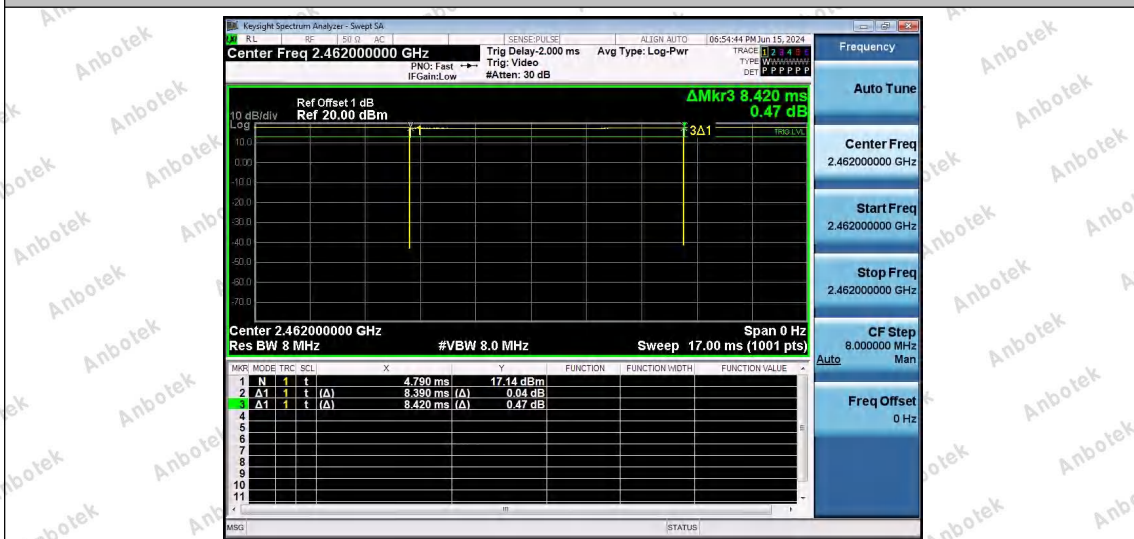 Keysight Spectrum Analyzer - Swept SA
RL RF 50 Ω AC SENSE:PULSE ALIGN AUTO 06:54:44 PM Jun 15, 2024
Center Freq 2.462000000 GHz
PNO: Fast
IFGain:Low
Trig Delay-2.000 ms
Trig: Video
#Atten: 30 dB
Avg Type: Log-Pwr
TRACE 1 2 3 4 5 6
TYPE W
DET P P P P P P
ΔMkr3 8.420 ms
0.47 dB
Ref Offset 1 dB
10 dB/div Ref 20.00 dBm
Log
1
3Δ1
TRIG LVL
10.0
0.00
-10.0
-20.0
-30.0
-40.0
-50.0
-60.0
-70.0
Center 2.462000000 GHz Span 0 Hz
Res BW 8 MHz #VBW 8.0 MHz Sweep 17.00 ms (1001 pts)
MKR MODE TRC SCL X Y FUNCTION FUNCTION WIDTH FUNCTION VALUE
1 N 1 t 4.790 ms 17.14 dBm
2 Δ1 1 t (Δ) 8.390 ms (Δ) 0.04 dB
3 Δ1 1 t (Δ) 8.420 ms (Δ) 0.47 dB
4
5
6
7
8
9
10
11
MSG STATUS
Frequency
Auto Tune
Center Freq
2.462000000 GHz
Start Freq
2.462000000 GHz
Stop Freq
2.462000000 GHz
CF Step
8.000000 MHz
Auto Man
Freq Offset
0 Hz
Anbotek